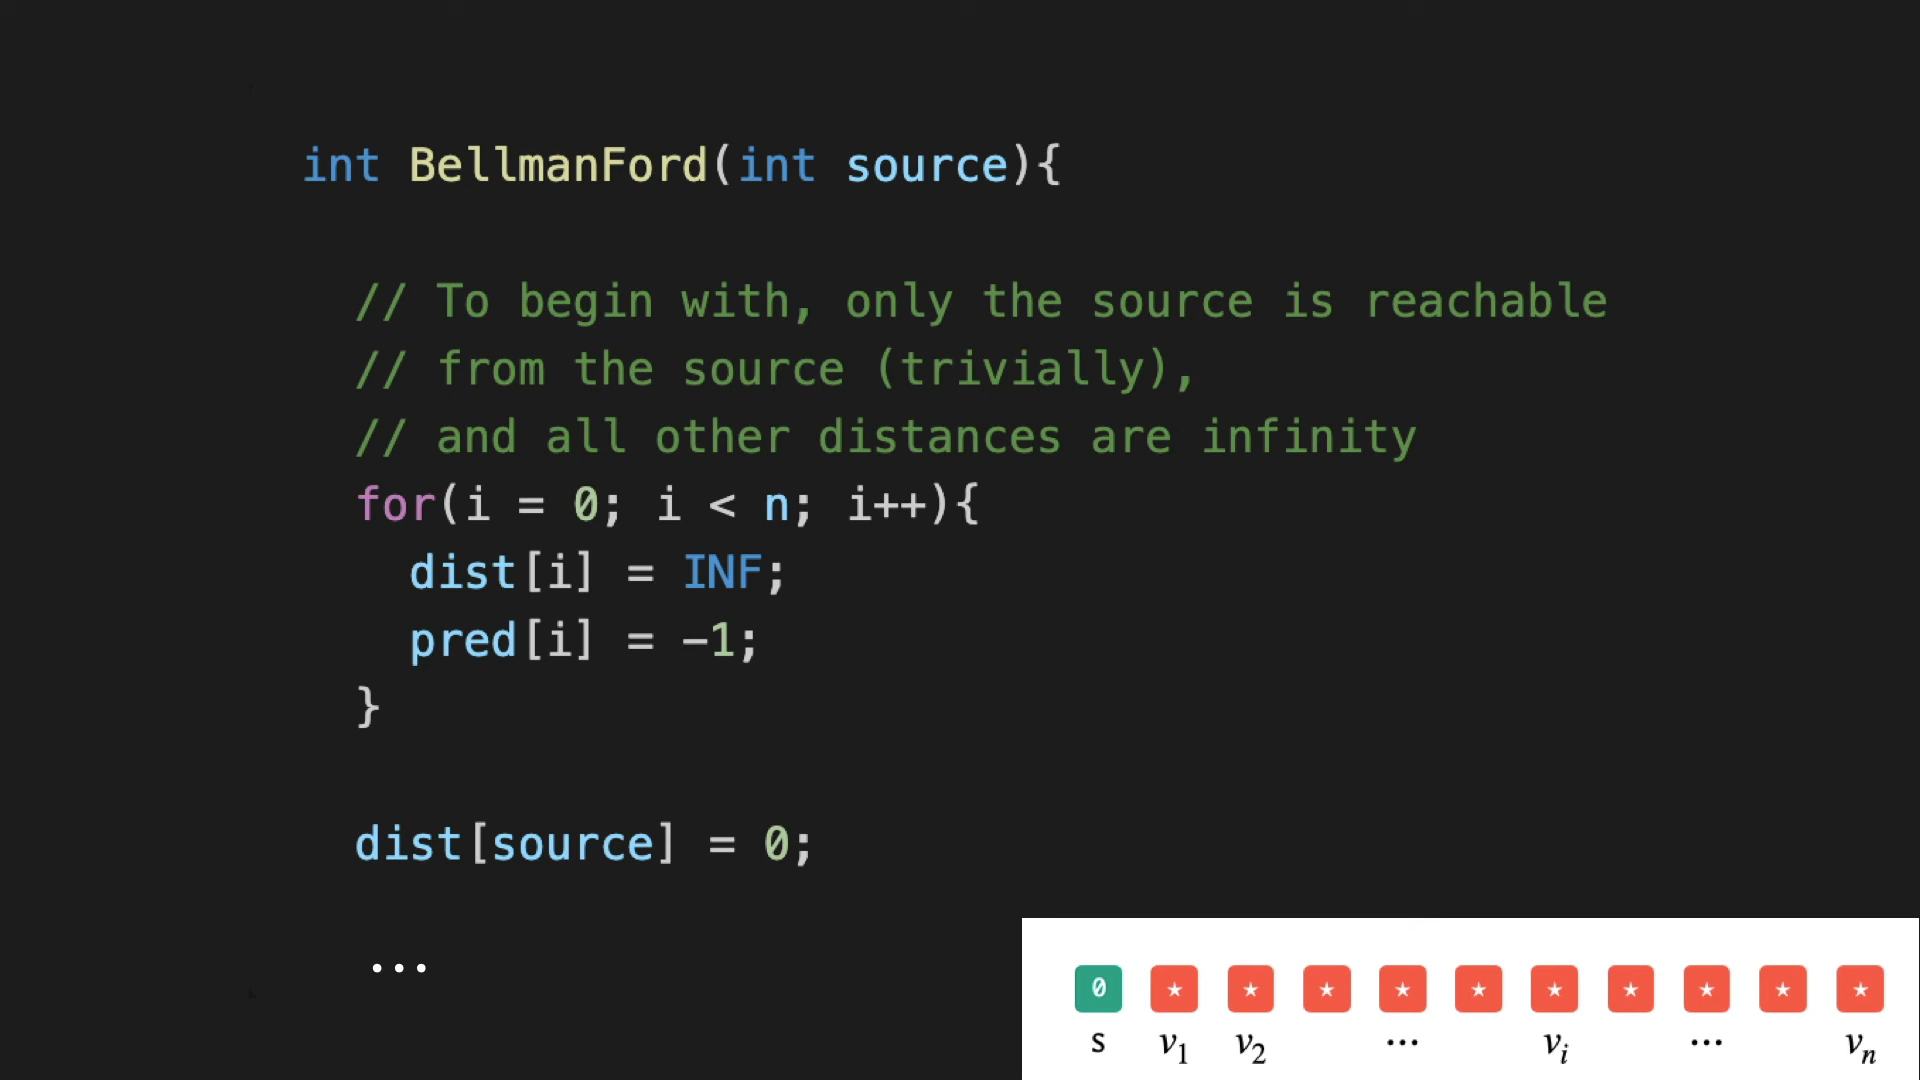 int BellmanFord(int source){
// To begin with, only the source is reachable
// from the source (trivially),
// and all other distances are infinity
for(i = 0; i < n; i++){
dist[i] = INF;
pred[i] = -1;
}
dist[source] = 0;
...
0 ★ ★ ★ ★ ★ ★ ★ ★ ★ ★
s v1 v2 ... vi ... vn